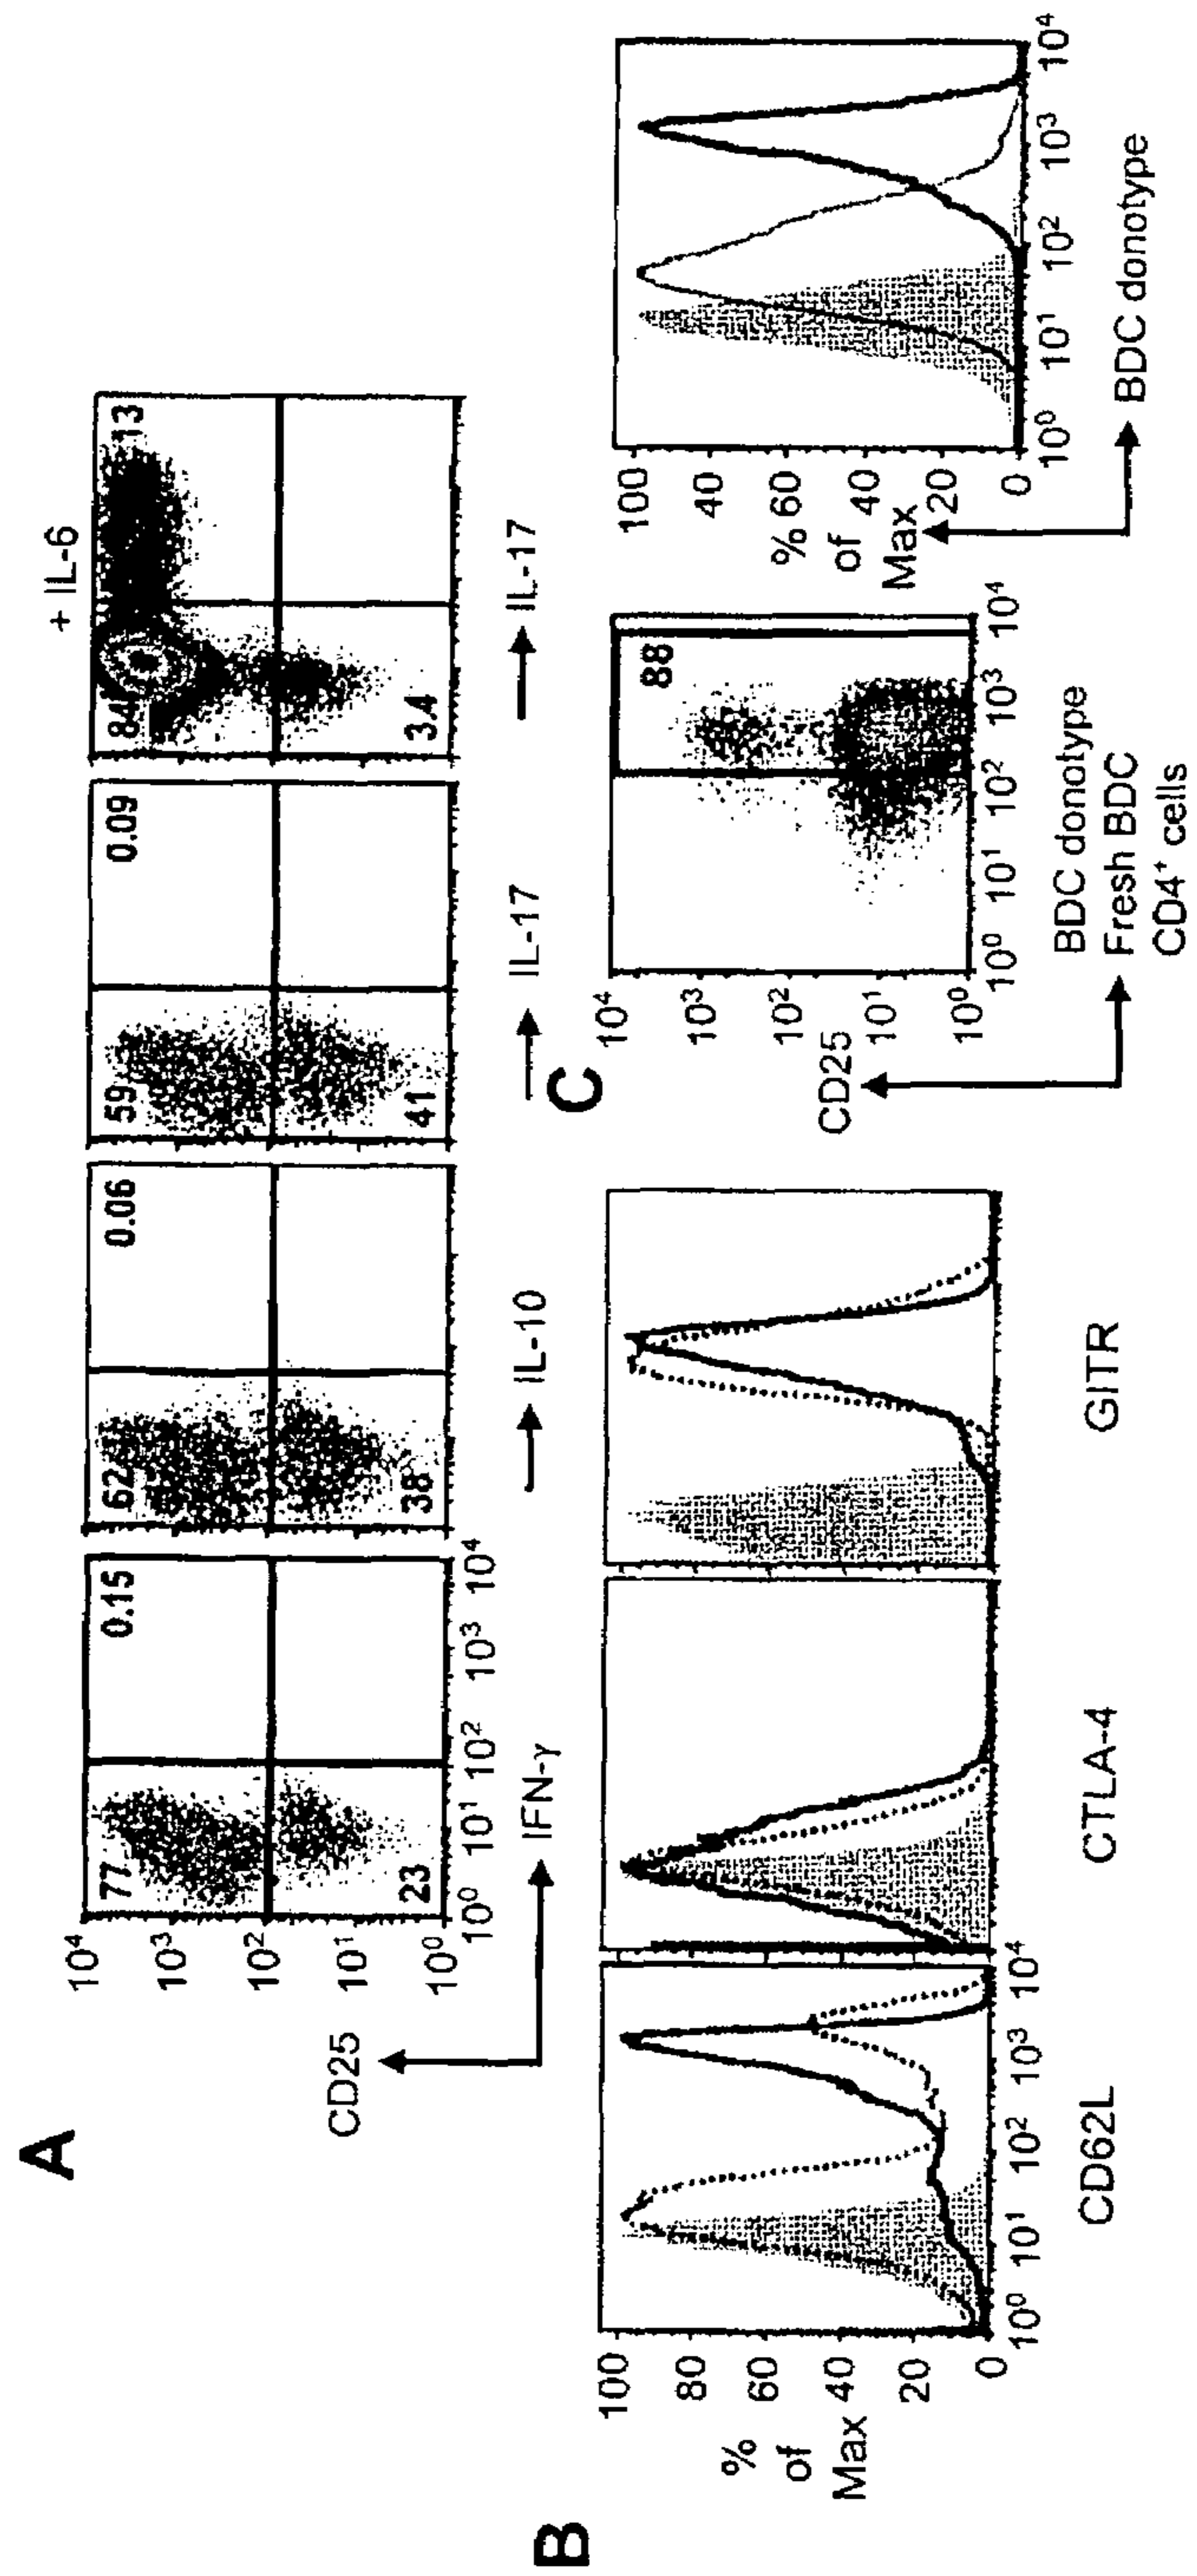 A
+ IL-6
77
0.15
62
0.06
59
0.09
84
13
23
38
41
3.4
10⁴
10³
10²
10¹
10⁰
10⁰ 10¹ 10² 10³ 10⁴
CD25
IFN-γ
IL-10
IL-17
IL-17
B
100
80
60
40
20
0
%
of
Max
10⁰ 10¹ 10² 10³ 10⁴
CD62L
CTLA-4
GITR
C
10⁴
10³
10²
10¹
10⁰
88
CD25
10⁰ 10¹ 10² 10³ 10⁴
BDC donotype
Fresh BDC
CD4⁺ cells
100
40
60
40
20
0
%
of
Max
10⁰ 10¹ 10² 10³ 10⁴
BDC donotype